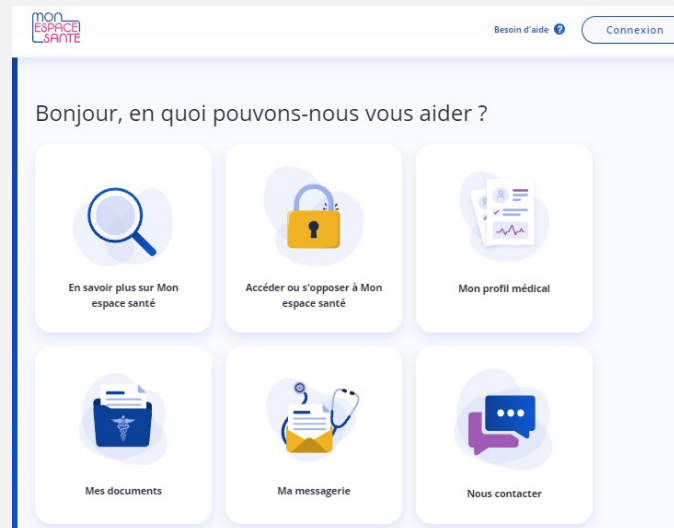 mon
ESPACE
SANTÉ
Besoin d'aide ?
Connexion
Bonjour, en quoi pouvons-nous vous aider ?
En savoir plus sur Mon
espace santé
Accéder ou s'opposer à Mon
espace santé
Mon profil médical
Mes documents
Ma messagerie
Nous contacter